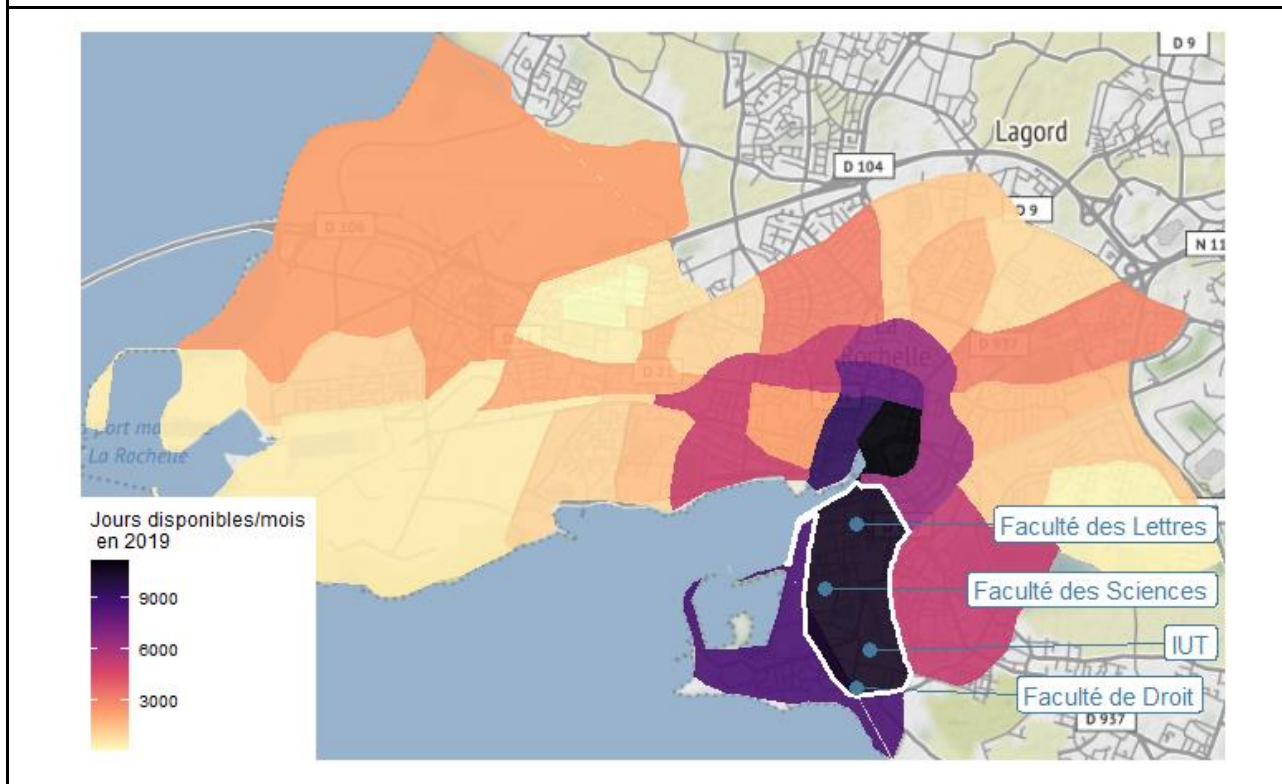 D 9
Lagord
D 104
D 9
N 11
D 106
La
Rochelle
D 937
D 21
port
La Rochelle
Jours disponibles/mois
en 2019
9000
6000
3000
Faculté des Lettres
Faculté des Sciences
IUT
Faculté de Droit
D 937